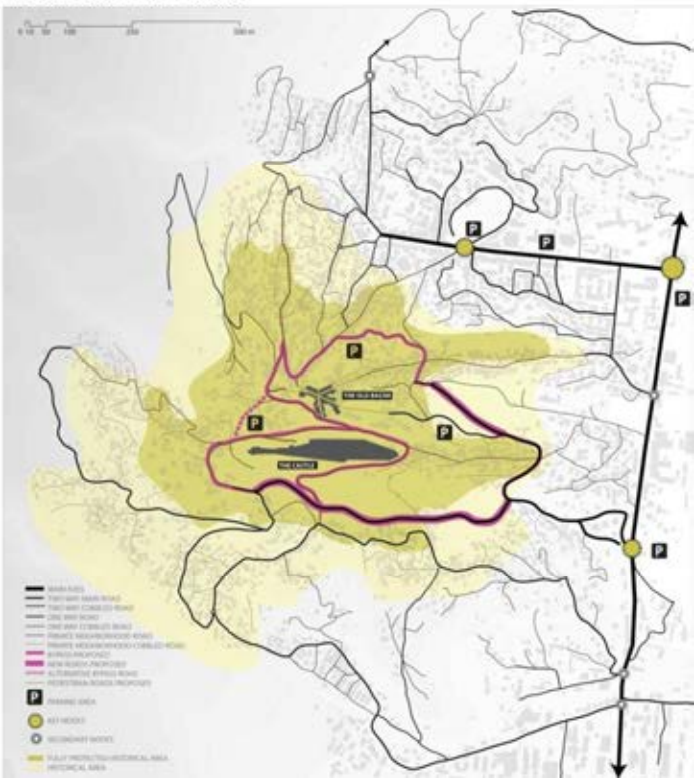 0 10 50 100 250 500 m
P
P
P
P
THE OLD BAZAR
P
P
THE CASTLE
P
MAIN AXES
TWO WAY MAIN ROAD
TWO WAY COBBLED ROAD
ONE WAY ROAD
ONE WAY COBBLED ROAD
PRIVATE NEIGHBORHOOD ROAD
PRIVATE NEIGHBORHOOD COBBLED ROAD
BYPASS PROPOSED
NEW ROADS PROPOSED
ALTERNATIVE BYPASS ROAD
PEDESTRIAN ROADS PROPOSED
P PARKING AREA
KEY NODES
SECONDARY NODES
FULLY PROTECTED HISTORICAL AREA
HISTORICAL AREA